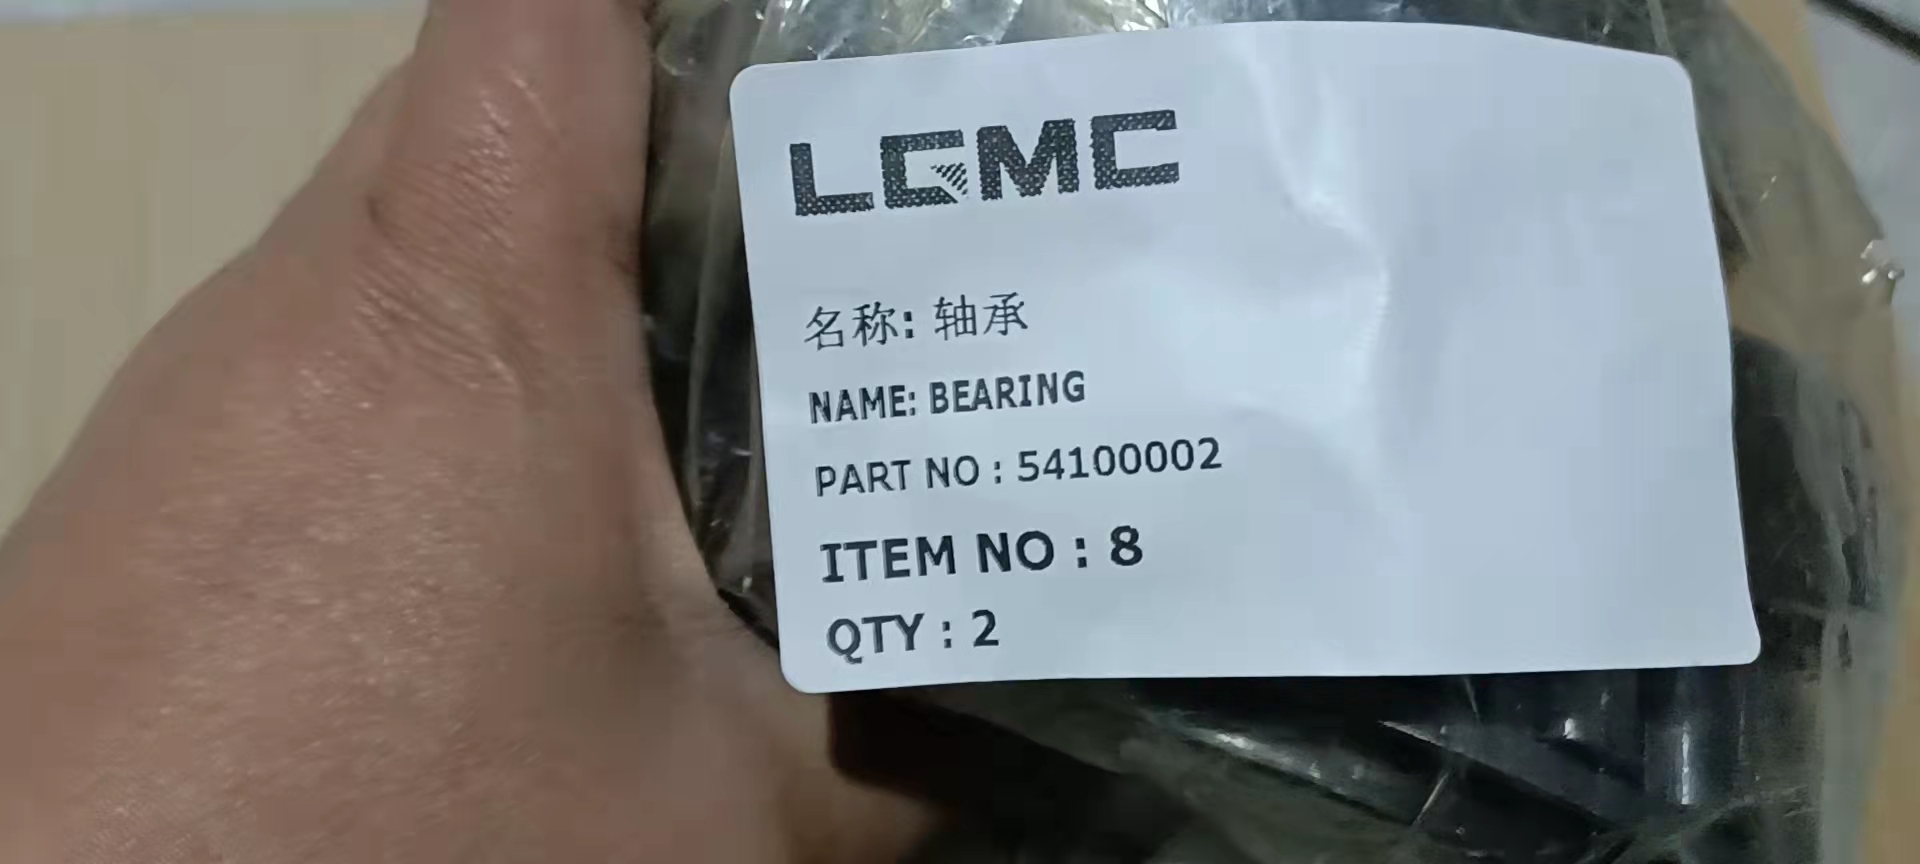 LGMC
名称: 轴承
NAME: BEARING
PART NO : 54100002
ITEM NO : 8
QTY : 2